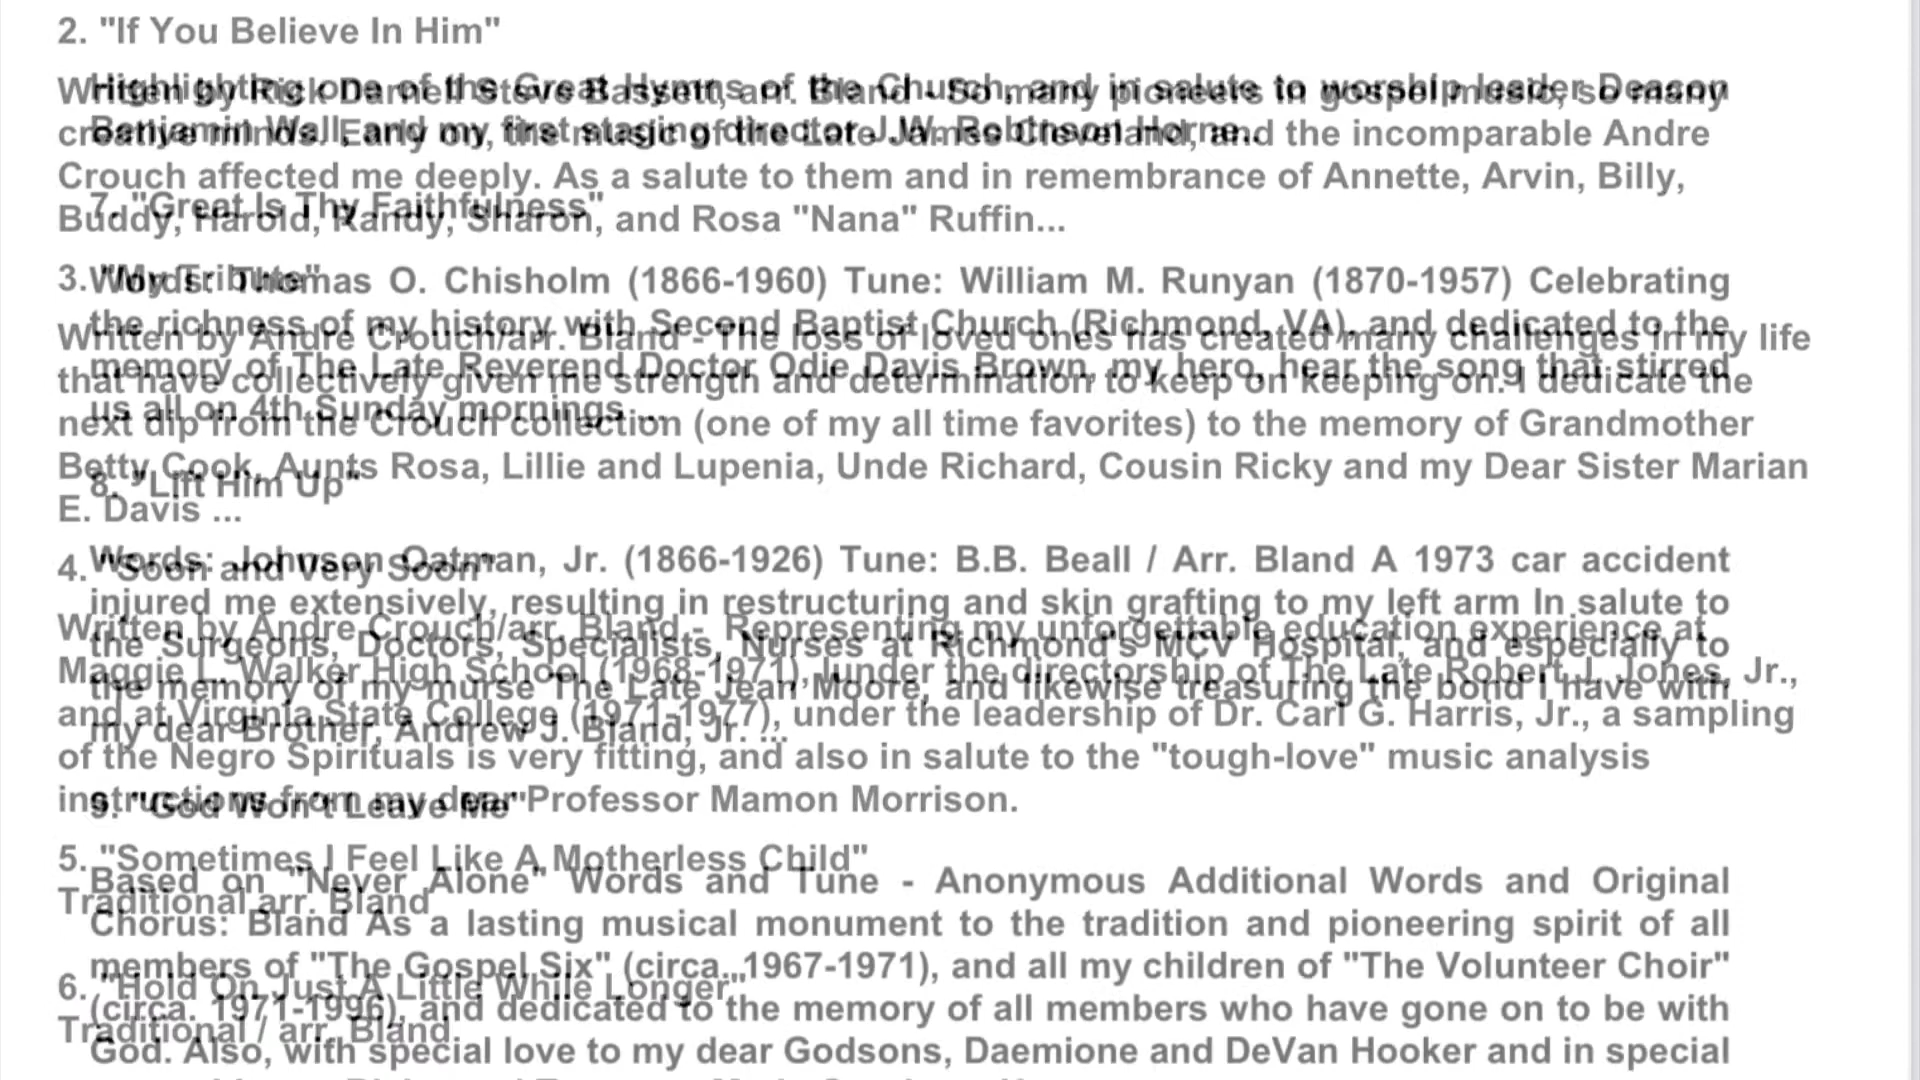 2. "If You Believe In Him"
Written by Rick Darnell Steve Bassett, arr. Bland - So many pioneers in gospel music, so many
creative minds. Early on, the music of the Late James Cleveland, and the incomparable Andre
Crouch affected me deeply. As a salute to them and in remembrance of Annette, Arvin, Billy,
Buddy, Harold, Randy, Sharon, and Rosa "Nana" Ruffin...
3. "My Tribute"
Written by Andre Crouch/arr. Bland - The loss of loved ones has created many challenges in my life
that have collectively given me strength and determination to keep on keeping on. I dedicate the
next dip from the Crouch collection (one of my all time favorites) to the memory of Grandmother
Betty Cook, Aunts Rosa, Lillie and Lupenia, Unde Richard, Cousin Ricky and my Dear Sister Marian
E. Davis ...
4. "Soon and Very Soon"
Written by Andre Crouch/arr. Bland - Representing my unforgettable education experience at
Maggie L. Walker High School (1968-1971), under the directorship of The Late Robert L. Jones, Jr.,
and at Virginia State College (1971-1977), under the leadership of Dr. Carl G. Harris, Jr., a sampling
of the Negro Spirituals is very fitting, and also in salute to the "tough-love" music analysis
instructions from my dear Professor Mamon Morrison.
5. "Sometimes I Feel Like A Motherless Child"
Traditional arr. Bland
6. "Hold On Just A Little While Longer"
Traditional / arr. Bland
Highlighting one of the Great Hymns of the Church, and in salute to worship leader Deacon
Benjamin Wall, and my first staging director J.W. Robinson Horne...
7. "Great Is Thy Faithfulness"
Words: Thomas O. Chisholm (1866-1960) Tune: William M. Runyan (1870-1957) Celebrating
the richness of my history with Second Baptist Church (Richmond, VA), and dedicated to the
memory of The Late Reverend Doctor Odie Davis Brown, my hero, hear the song that stirred
us all on 4th Sunday mornings ...
8. "Lift Him Up"
Words: Johnson Oatman, Jr. (1866-1926) Tune: B.B. Beall / Arr. Bland A 1973 car accident
injured me extensively, resulting in restructuring and skin grafting to my left arm In salute to
the Surgeons, Doctors, Specialists, Nurses at Richmond's MCV Hospital, and especially to
the memory of my murse The Late Jean Moore, and likewise treasuring the bond I have with
my dear Brother, Andrew J. Bland, Jr. ...
9. "God Won't Leave Me"
Based on "Never Alone" Words and Tune - Anonymous Additional Words and Original
Chorus: Bland As a lasting musical monument to the tradition and pioneering spirit of all
members of "The Gospel Six" (circa. 1967-1971), and all my children of "The Volunteer Choir"
(circa. 1971-1996), and dedicated to the memory of all members who have gone on to be with
God. Also, with special love to my dear Godsons, Daemione and DeVan Hooker and in special